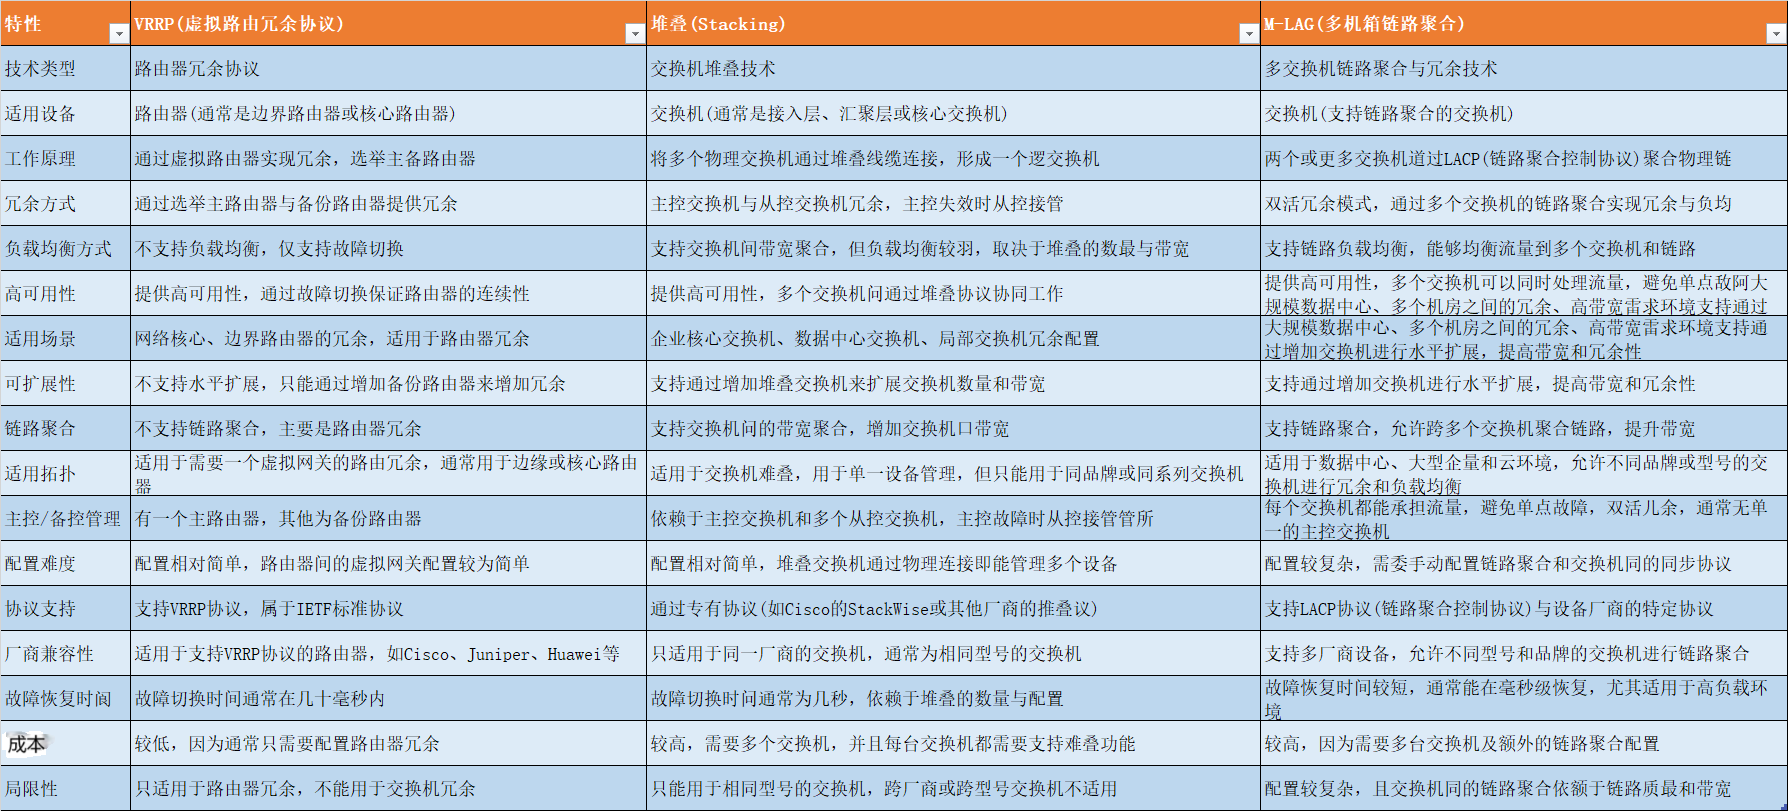 特性
VRRP(虚拟路由冗余协议)
堆叠(Stacking)
M-LAG(多机箱链路聚合)
技术类型
路由器冗余协议
交换机堆叠技术
多交换机链路聚合与冗余技术
适用设备
路由器(通常是边界路由器或核心路由器)
交换机(通常是接入层、汇聚层或核心交换机)
交换机(支持链路聚合的交换机)
工作原理
通过虚拟路由器实现冗余，选举主备路由器
将多个物理交换机通过堆叠线缆连接，形成一个逻交换机
两个或更多交换机道过LACP(链路聚合控制协议)聚合物理链
冗余方式
通过选举主路由器与备份路由器提供冗余
主控交换机与从控交换机冗余，主控失效时从控接管
双活冗余模式，通过多个交换机的链路聚合实现冗余与负均
负载均衡方式
不支持负载均衡，仅支持故障切换
支持交换机间带宽聚合，但负载均衡较羽，取决于堆叠的数最与带宽
支持链路负载均衡，能够均衡流量到多个交换机和链路
高可用性
提供高可用性，通过故障切换保证路由器的连续性
提供高可用性，多个交换机问通过堆叠协议协同工作
提供高可用性，多个交换机可以同时处理流量，避免单点敌阿大
规模数据中心、多个机房之间的冗余、高带宽雷求环境支持通过
适用场景
网络核心、边界路由器的冗余，适用于路由器冗余
企业核心交换机、数据中心交换机、局部交换机冗余配置
大规模数据中心、多个机房之间的冗余、高带宽雷求环境支持通
过增加交换机进行水平扩展，提高带宽和冗余性
可扩展性
不支持水平扩展，只能通过增加备份路由器来增加冗余
支持通过增加堆叠交换机来扩展交换机数量和带宽
支持通过增加交换机进行水平扩展，提高带宽和冗余性
链路聚合
不支持链路聚合，主要是路由器冗余
支持交换机问的带宽聚合，增加交换机口带宽
支持链路聚合，允许跨多个交换机聚合链路，提升带宽
适用拓扑
适用于需要一个虚拟网关的路由冗余，通常用于边缘或核心路由
器
适用于交换机难叠，用于单一设备管理，但只能用于同品牌或同系列交换机
适用于数据中心、大型企量和云环境，允许不同品牌或型号的交
换机进行冗余和负载均衡
主控/备控管理
有一个主路由器，其他为备份路由器
依赖于主控交换机和多个从控交换机，主控故障时从控接管管所
每个交换机都能承担流量，避免单点故障，双活儿余，通常无单
一的主控交换机
配置难度
配置相对简单，路由器间的虚拟网关配置较为简单
配置相对简单，堆叠交换机通过物理连接即能管理多个设备
配置较复杂，需委手动配置链路聚合和交换机同的同步协议
协议支持
支持VRRP协议，属于IETF标准协议
通过专有协议(如Cisco的StackWise或其他厂商的推叠议)
支持LACP协议(链路聚合控制协议)与设备厂商的特定协议
厂商兼容性
适用于支持VRRP协议的路由器，如Cisco、Juniper、Huawei等
只适用于同一厂商的交换机，通常为相同型号的交换机
支持多厂商设备，允许不同型号和品牌的交换机进行链路聚合
故障恢复时阆
故障切换时间通常在几十毫秒内
故障切换时问通常为几秒，依赖于堆叠的数量与配置
故障恢复时间较短，通常能在毫秒级恢复，尤其适用于高负载环
境
成本
较低，因为通常只需要配置路由器冗余
较高，需要多个交换机，并且每台交换机都需要支持难叠功能
较高，因为需要多台交换机及额外的链路聚合配置
局限性
只适用于路由器冗余，不能用于交换机冗余
只能用于相同型号的交换机，跨厂商或跨型号交换机不适用
配置较复杂，且交换机同的链路聚合依额于链路质最和带宽